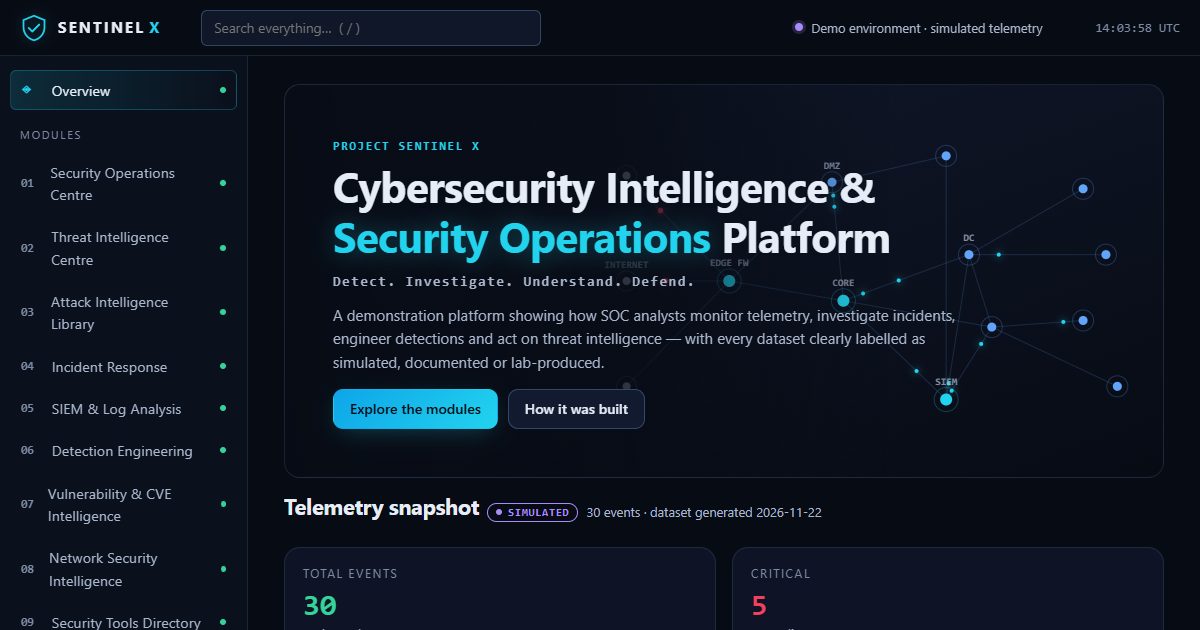 SENTINEL X
Search everything... ( / )
Demo environment · simulated telemetry
14:03:58 UTC
Overview
MODULES
01 Security Operations
Centre
02 Threat Intelligence
Centre
03 Attack Intelligence
Library
04 Incident Response
05 SIEM & Log Analysis
06 Detection Engineering
07 Vulnerability & CVE
Intelligence
08 Network Security
Intelligence
09 Security Tools Directory
PROJECT SENTINEL X
Cybersecurity Intelligence &
Security Operations Platform
Detect. Investigate. Understand. Defend.
A demonstration platform showing how SOC analysts monitor telemetry, investigate incidents,
engineer detections and act on threat intelligence — with every dataset clearly labelled as
simulated, documented or lab-produced.
Explore the modules
How it was built
DMZ
DC
INTERNET
EDGE FW
CORE
SIEM
Telemetry snapshot
SIMULATED
30 events · dataset generated 2026-11-22
TOTAL EVENTS
30
CRITICAL
5